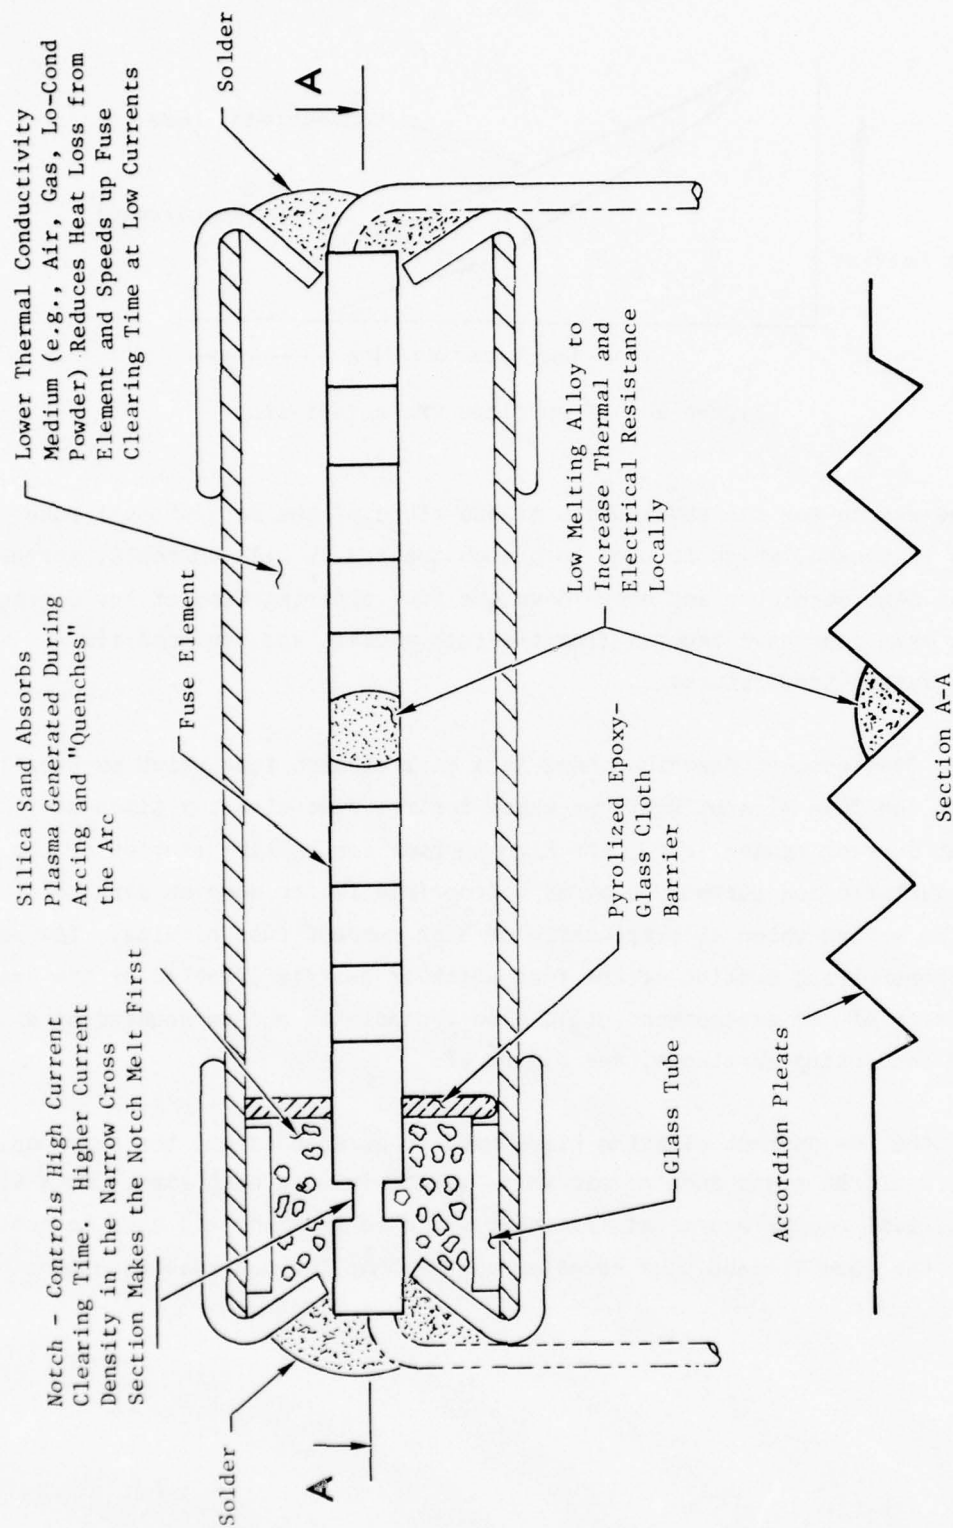 Notch - Controls High Current
Clearing Time. Higher Current
Density in the Narrow Cross
Section Makes the Notch Melt First
Silica Sand Absorbs
Plasma Generated During
Arcing and "Quenches"
the Arc
Lower Thermal Conductivity
Medium (e.g., Air, Gas, Lo-Cond
Powder) Reduces Heat Loss from
Element and Speeds up Fuse
Clearing Time at Low Currents
Solder
Fuse Element
Solder
A
A
Glass Tube
Pyrolized Epoxy-
Glass Cloth
Barrier
Low Melting Alloy to
Increase Thermal and
Electrical Resistance
Locally
Accordion Pleats
Section A-A